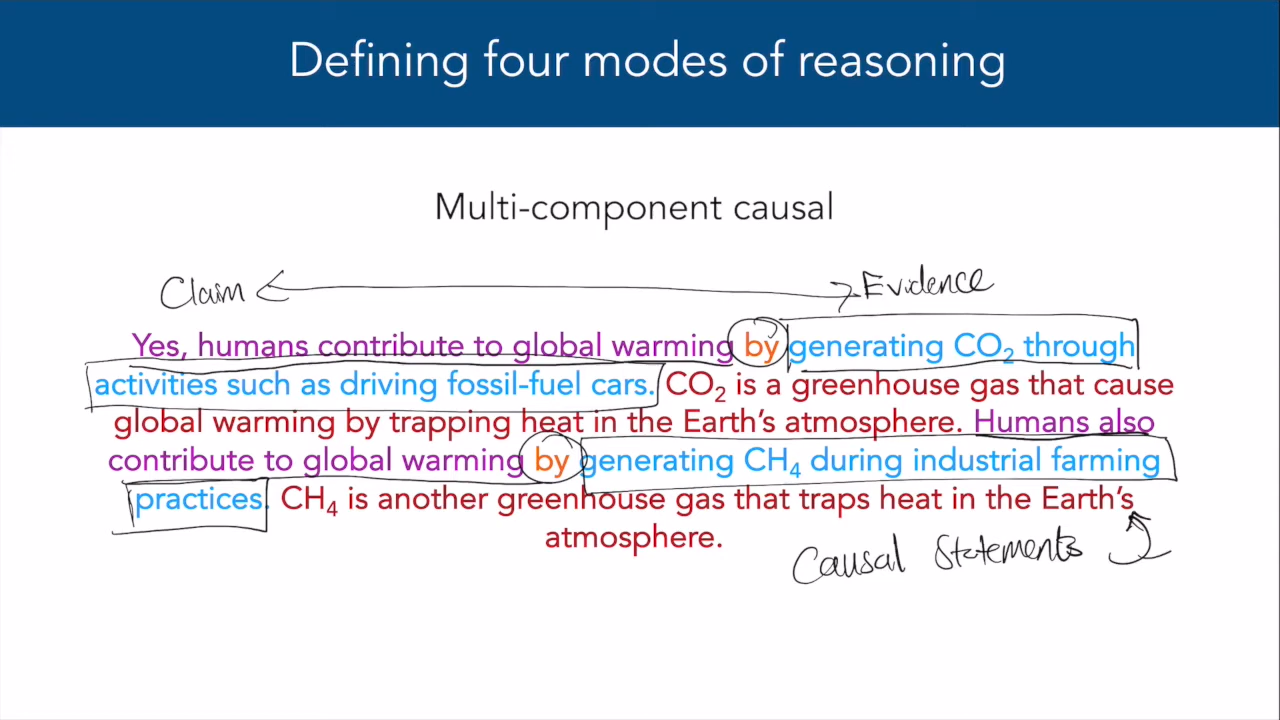 Defining four modes of reasoning
Multi-component causal
Claim Evidence
Yes, humans contribute to global warming by generating CO₂ through
activities such as driving fossil-fuel cars. CO₂ is a greenhouse gas that cause
global warming by trapping heat in the Earth’s atmosphere. Humans also
contribute to global warming by generating CH₄ during industrial farming
practices. CH₄ is another greenhouse gas that traps heat in the Earth’s
atmosphere.
Causal Statements